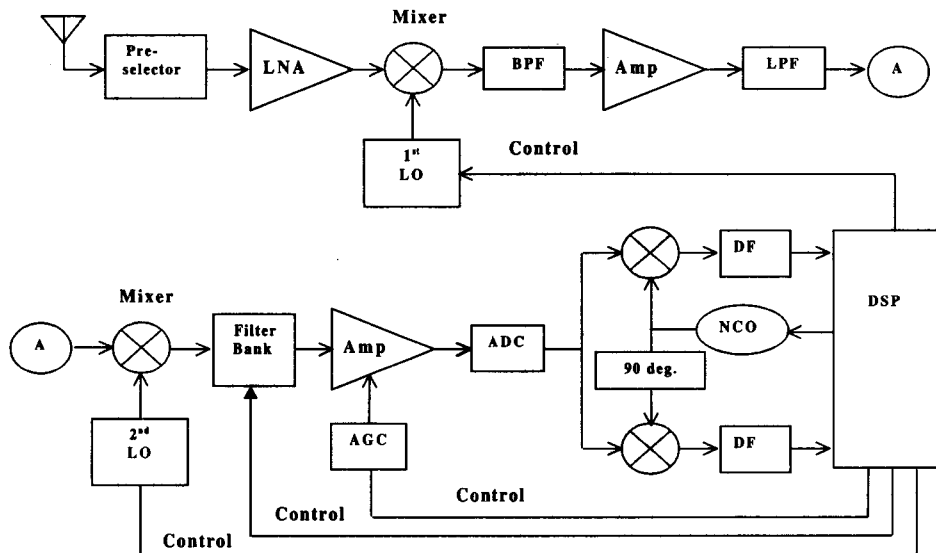 Mixer
Pre-
selector
LNA
BPF
Amp
LPF
A
1st
LO
Control
Mixer
A
Filter
Bank
Amp
ADC
DF
NCO
DSP
90 deg.
2nd
LO
AGC
DF
Control
Control
Control